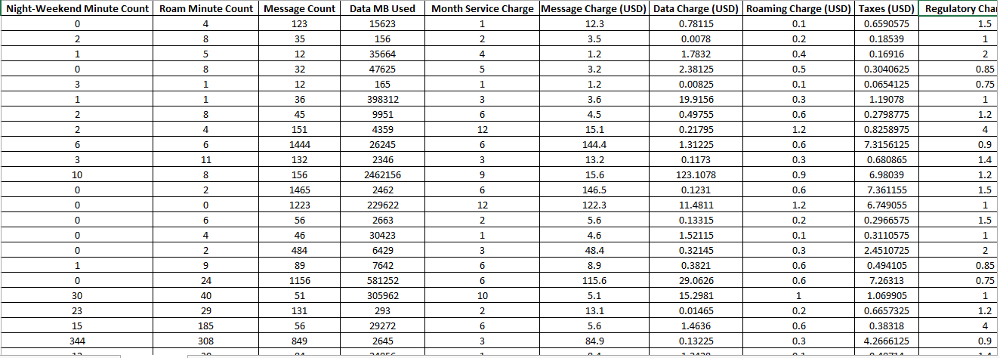 Night-Weekend Minute Count Roam Minute Count Message Count Data MB Used Month Service Charge Message Charge (USD) Data Charge (USD) Roaming Charge (USD) Taxes (USD) Regulatory Char
0 4 123 15623 1 12.3 0.78115 0.1 0.6590575 1.5
2 8 35 156 2 3.5 0.0078 0.2 0.18539 1
1 5 12 35664 4 1.2 1.7832 0.4 0.16916 2
0 8 32 47625 5 3.2 2.38125 0.5 0.3040625 0.85
3 1 12 165 1 1.2 0.00825 0.1 0.0654125 0.75
1 1 36 398312 3 3.6 19.9156 0.3 1.19078 1
2 8 45 9951 6 4.5 0.49755 0.6 0.2798775 1.2
2 4 151 4359 12 15.1 0.21795 1.2 0.8258975 4
6 6 1444 26245 6 144.4 1.31225 0.6 7.3156125 0.9
3 11 132 2346 3 13.2 0.1173 0.3 0.680865 1.4
10 8 156 2462156 9 15.6 123.1078 0.9 6.98039 1.2
0 2 1465 2462 6 146.5 0.1231 0.6 7.361155 1.5
0 0 1223 229622 12 122.3 11.4811 1.2 6.749055 1
0 6 56 2663 2 5.6 0.13315 0.2 0.2966575 1.5
0 4 46 30423 1 4.6 1.52115 0.1 0.3110575 1
0 2 484 6429 3 48.4 0.32145 0.3 2.4510725 2
1 9 89 7642 6 8.9 0.3821 0.6 0.494105 0.85
0 24 1156 581252 6 115.6 29.0626 0.6 7.26313 0.75
30 40 51 305962 10 5.1 15.2981 1 1.069905 1
23 29 131 293 2 13.1 0.01465 0.2 0.6657325 1.2
15 185 56 29272 6 5.6 1.4636 0.6 0.38318 4
344 308 849 2645 3 84.9 0.13225 0.3 4.2666125 0.9